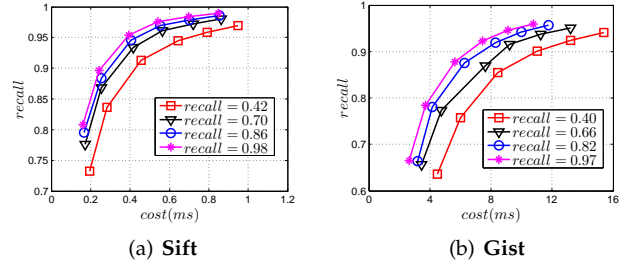 1
0.95
0.9
0.85
0.8
0.75
0.7
recall
recall = 0.42
recall = 0.70
recall = 0.86
recall = 0.98
0 0.2 0.4 0.6 0.8 1 1.2
cost(ms)
(a) Sift
1
0.9
0.8
0.7
0.6
recall
recall = 0.40
recall = 0.66
recall = 0.82
recall = 0.97
0 4 8 12 16
cost(ms)
(b) Gist